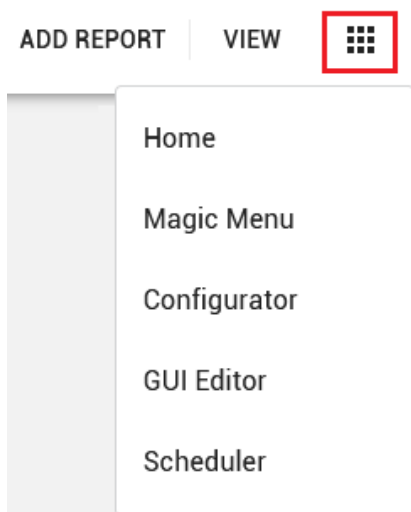 ADD REPORT VIEW
Home
Magic Menu
Configurator
GUI Editor
Scheduler